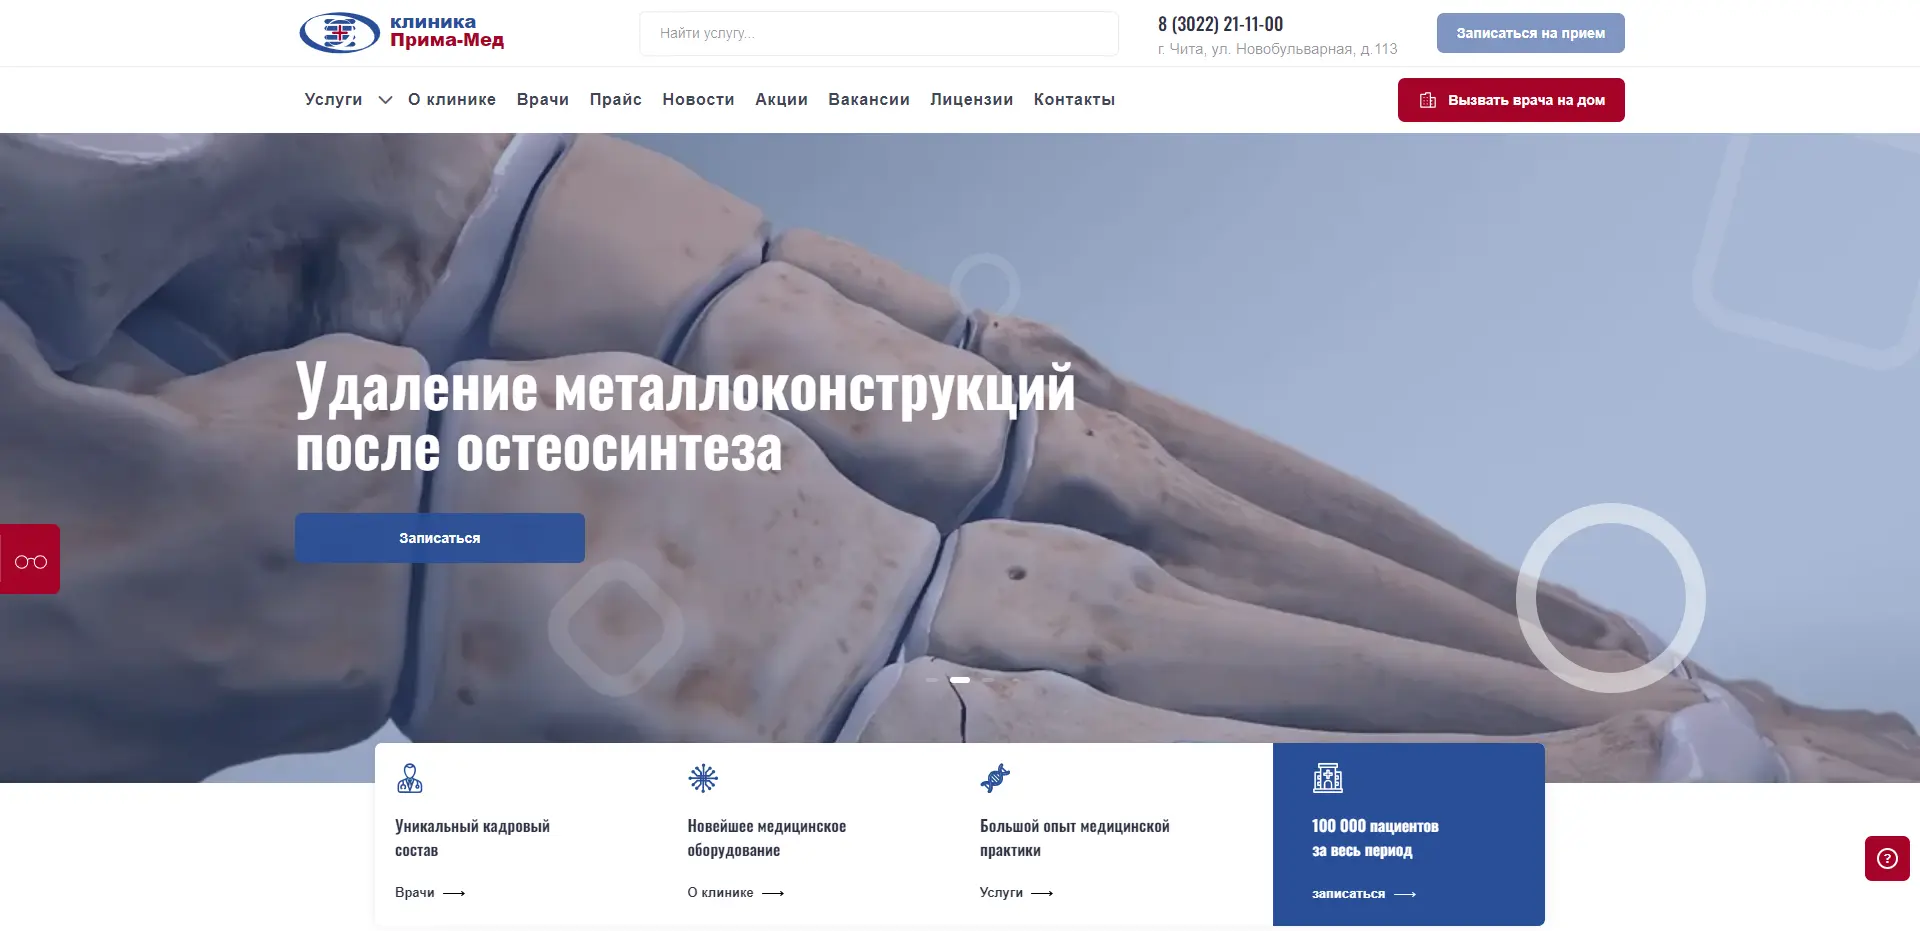 клиника
Прима-Мед
Найти услугу...
8 (3022) 21-11-00
г. Чита, ул. Новобульварная, д.113
Записаться на прием
Услуги
О клинике
Врачи
Прайс
Новости
Акции
Вакансии
Лицензии
Контакты
Вызвать врача на дом
Удаление металлоконструкций
после остеосинтеза
Записаться
Уникальный кадровый
состав
Врачи
Новейшее медицинское
оборудование
О клинике
Большой опыт медицинской
практики
Услуги
100 000 пациентов
за весь период
записаться